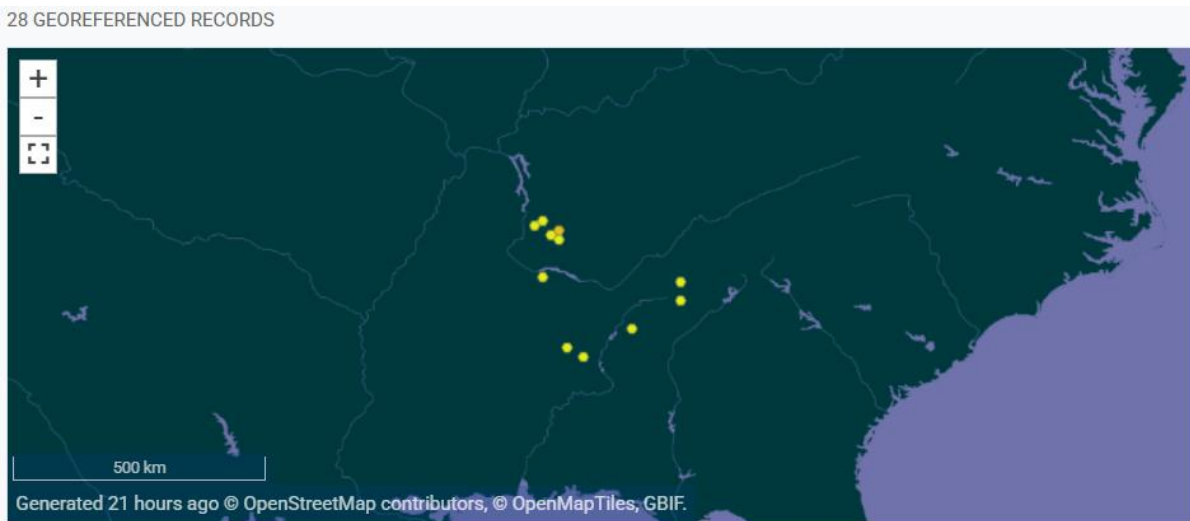 28 GEOREFERENCED RECORDS
+
-
500 km
Generated 21 hours ago © OpenStreetMap contributors, © OpenMapTiles, GBIF.